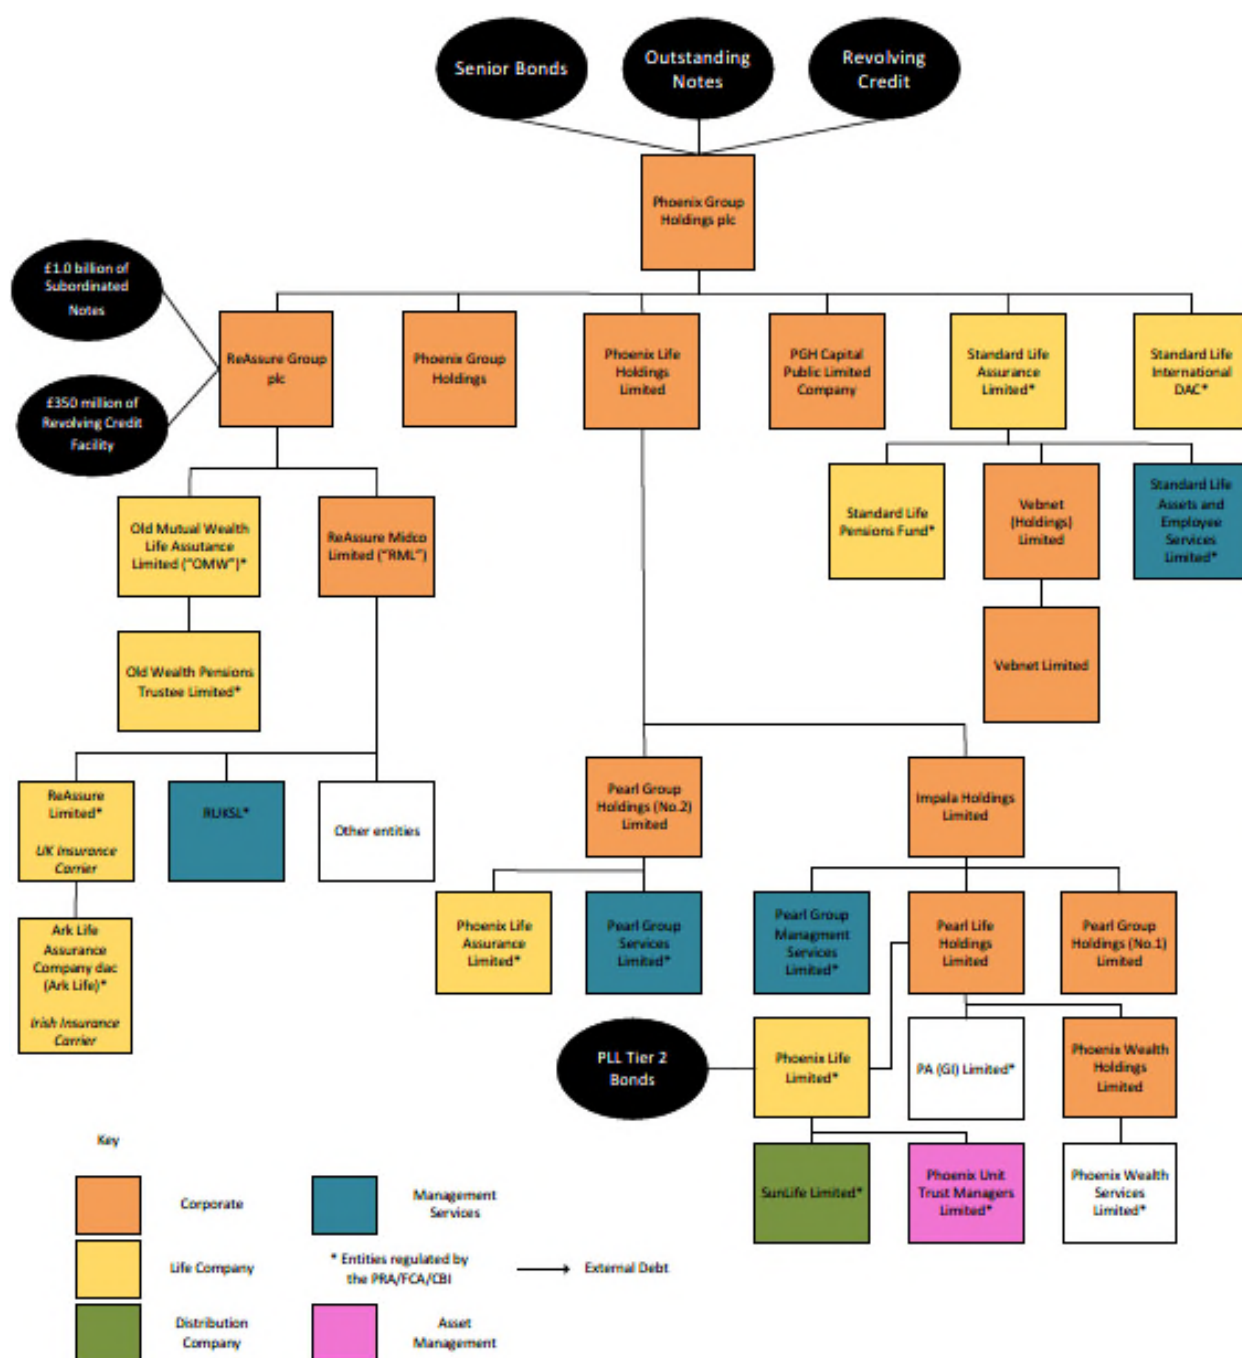 Senior Bonds
Outstanding
Notes
Revolving
Credit
Phoenix Group
Holdings plc
£1.0 billion of
Subordinated
Notes
£350 million of
Revolving Credit
Facility
ReAssure Group
plc
Phoenix Group
Holdings
Phoenix Life
Holdings
Limited
PGH Capital
Public Limited
Company
Standard Life
Assurance
Limited*
Standard Life
International
DAC*
Old Mutual Wealth
Life Assutance
Limited ("OMW")*
ReAssure Midco
Limited ("RML")
Standard Life
Pensions Fund*
Vebnet
(Holdings)
Limited
Standard Life
Assets and
Employee
Services
Limited*
Old Wealth Pensions
Trustee Limited*
Vebnet Limited
ReAssure
Limited*
UK Insurance
Carrier
RUKSL*
Other entities
Pearl Group
Holdings (No.2)
Limited
Impala Holdings
Limited
Ark Life
Assurance
Company dac
(Ark Life)*
Irish Insurance
Carrier
Phoenix Life
Assurance
Limited*
Pearl Group
Services
Limited*
Pearl Group
Managment
Services
Limited*
Pearl Life
Holdings
Limited
Pearl Group
Holdings (No.1)
Limited
PLL Tier 2
Bonds
Phoenix Life
Limited*
PA (GI) Limited*
Phoenix Wealth
Holdings
Limited
SunLife Limited*
Phoenix Unit
Trust Managers
Limited*
Phoenix Wealth
Services
Limited*
Key
Corporate
Management
Services
Life Company
* Entities regulated by
the PRA/FCA/CBI
External Debt
Distribution
Company
Asset
Management